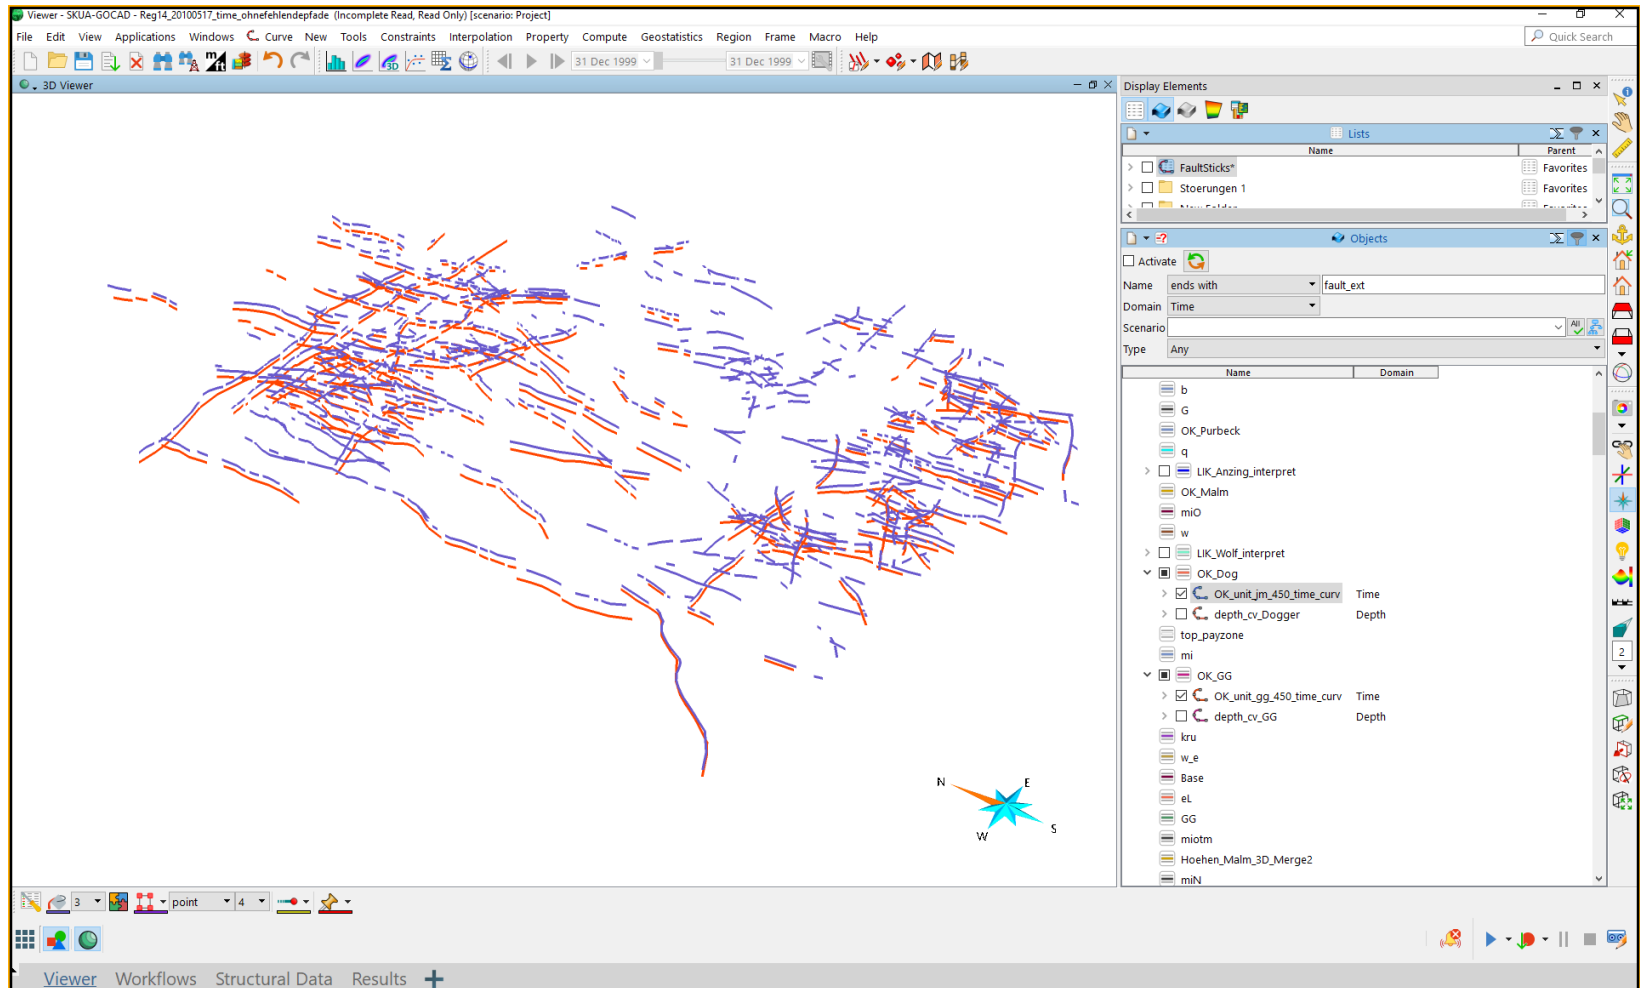 Viewer - SKUA-GOCAD - Reg14_20100517_time_ohnefehlendepfade (Incomplete Read, Read Only) [scenario: Project]
File Edit View Applications Windows Curve New Tools Constraints Interpolation Property Compute Geostatistics Region Frame Macro Help
Quick Search
m/ft 3D 31 Dec 1999 31 Dec 1999
3D Viewer
Display Elements
Lists
Name Parent
FaultSticks* Favorites
Stoerungen 1 Favorites
Objects
Activate
Name ends with fault_ext
Domain Time
Scenario All
Type Any
Name Domain
b
G
OK_Purbeck
q
LIK_Anzing_interpret
OK_Malm
miO
w
LIK_Wolf_interpret
OK_Dog
OK_unit_jm_450_time_curv Time
depth_cv_Dogger Depth
top_payzone
mi
OK_GG
OK_unit_gg_450_time_curv Time
depth_cv_GG Depth
kru
w_e
Base
eL
GG
miotm
Hoehen_Malm_3D_Merge2
miN
2
N
E
W
S
3 point 4
Viewer Workflows Structural Data Results